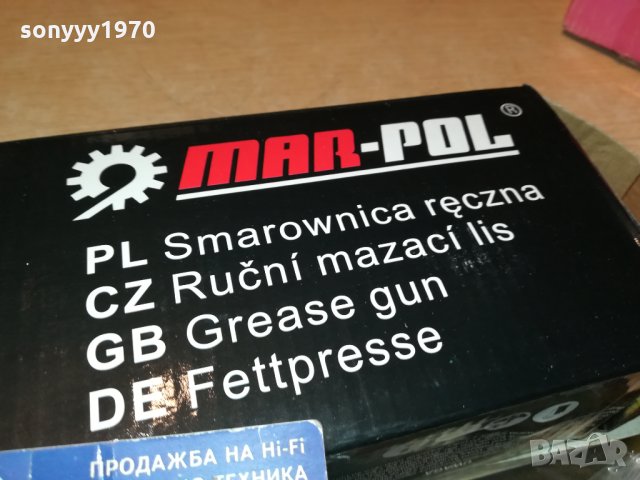 sonyyy1970
MAR-POL®
PL Smarownica ręczna
CZ Ruční mazací lis
GB Grease gun
DE Fettpresse
ПРОДАЖБА НА Hi-Fi
ТЕХНИКА
BAZAR